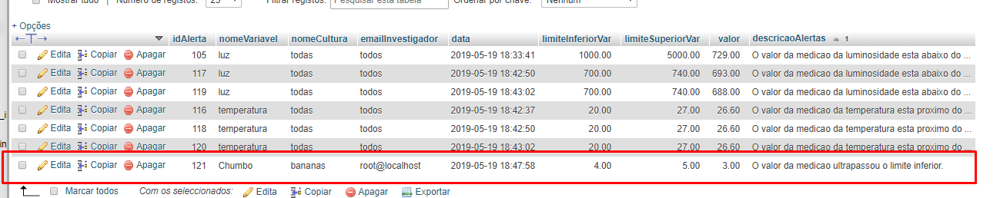 Mostrar tudo | Número de registos: 25 Filtrar registos: Pesquisar esta tabela Ordenar por chave: Nenhum
+ Opções
←T→ idAlerta nomeVariavel nomeCultura emailInvestigador data limiteInferiorVar limiteSuperiorVar valor descricaoAlertas 1
Edita Copiar Apagar 105 luz todas todos 2019-05-19 18:33:41 1000.00 5000.00 729.00 O valor da medicao da luminosidade esta abaixo do ...
Edita Copiar Apagar 117 luz todas todos 2019-05-19 18:42:50 700.00 740.00 693.00 O valor da medicao da luminosidade esta abaixo do ...
Edita Copiar Apagar 119 luz todas todos 2019-05-19 18:43:02 700.00 740.00 688.00 O valor da medicao da luminosidade esta abaixo do ...
Edita Copiar Apagar 116 temperatura todas todos 2019-05-19 18:42:37 20.00 27.00 26.60 O valor da medicao da temperatura esta proximo do ...
_i
Edita Copiar Apagar 118 temperatura todas todos 2019-05-19 18:42:50 20.00 27.00 26.60 O valor da medicao da temperatura esta proximo do ...
in
Edita Copiar Apagar 120 temperatura todas todos 2019-05-19 18:43:02 20.00 27.00 26.60 O valor da medicao da temperatura esta proximo do ...
Edita Copiar Apagar 121 Chumbo bananas root@localhost 2019-05-19 18:47:58 4.00 5.00 3.00 O valor da medicao ultrapassou o limite inferior.
Marcar todos Com os seleccionados: Edita Copiar Apagar Exportar